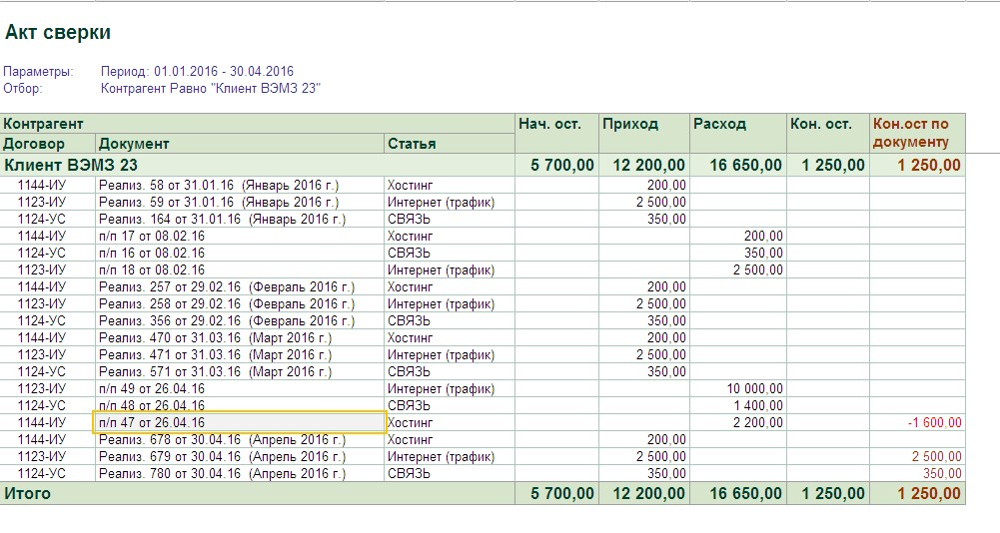 Акт сверки
Параметры: Период: 01.01.2016 - 30.04.2016
Отбор: Контрагент Равно "Клиент ВЭМЗ 23"
Контрагент Нач. ост. Приход Расход Кон. ост. Кон.ост по документу
Договор Документ Статья
Клиент ВЭМЗ 23 5 700,00 12 200,00 16 650,00 1 250,00 1 250,00
1144-ИУ Реализ. 58 от 31.01.16 (Январь 2016 г.) Хостинг 200,00
1123-ИУ Реализ. 59 от 31.01.16 (Январь 2016 г.) Интернет (трафик) 2 500,00
1124-УС Реализ. 164 от 31.01.16 (Январь 2016 г.) СВЯЗЬ 350,00
1144-ИУ п/п 17 от 08.02.16 Хостинг 200,00
1124-УС п/п 16 от 08.02.16 СВЯЗЬ 350,00
1123-ИУ п/п 18 от 08.02.16 Интернет (трафик) 2 500,00
1144-ИУ Реализ. 257 от 29.02.16 (Февраль 2016 г.) Хостинг 200,00
1123-ИУ Реализ. 258 от 29.02.16 (Февраль 2016 г.) Интернет (трафик) 2 500,00
1124-УС Реализ. 356 от 29.02.16 (Февраль 2016 г.) СВЯЗЬ 350,00
1144-ИУ Реализ. 470 от 31.03.16 (Март 2016 г.) Хостинг 200,00
1123-ИУ Реализ. 471 от 31.03.16 (Март 2016 г.) Интернет (трафик) 2 500,00
1124-УС Реализ. 571 от 31.03.16 (Март 2016 г.) СВЯЗЬ 350,00
1123-ИУ п/п 49 от 26.04.16 Интернет (трафик) 10 000,00
1124-УС п/п 48 от 26.04.16 СВЯЗЬ 1 400,00
1144-ИУ п/п 47 от 26.04.16 Хостинг 2 200,00 -1 600,00
1144-ИУ Реализ. 678 от 30.04.16 (Апрель 2016 г.) Хостинг 200,00
1123-ИУ Реализ. 679 от 30.04.16 (Апрель 2016 г.) Интернет (трафик) 2 500,00 2 500,00
1124-УС Реализ. 780 от 30.04.16 (Апрель 2016 г.) СВЯЗЬ 350,00 350,00
Итого 5 700,00 12 200,00 16 650,00 1 250,00 1 250,00